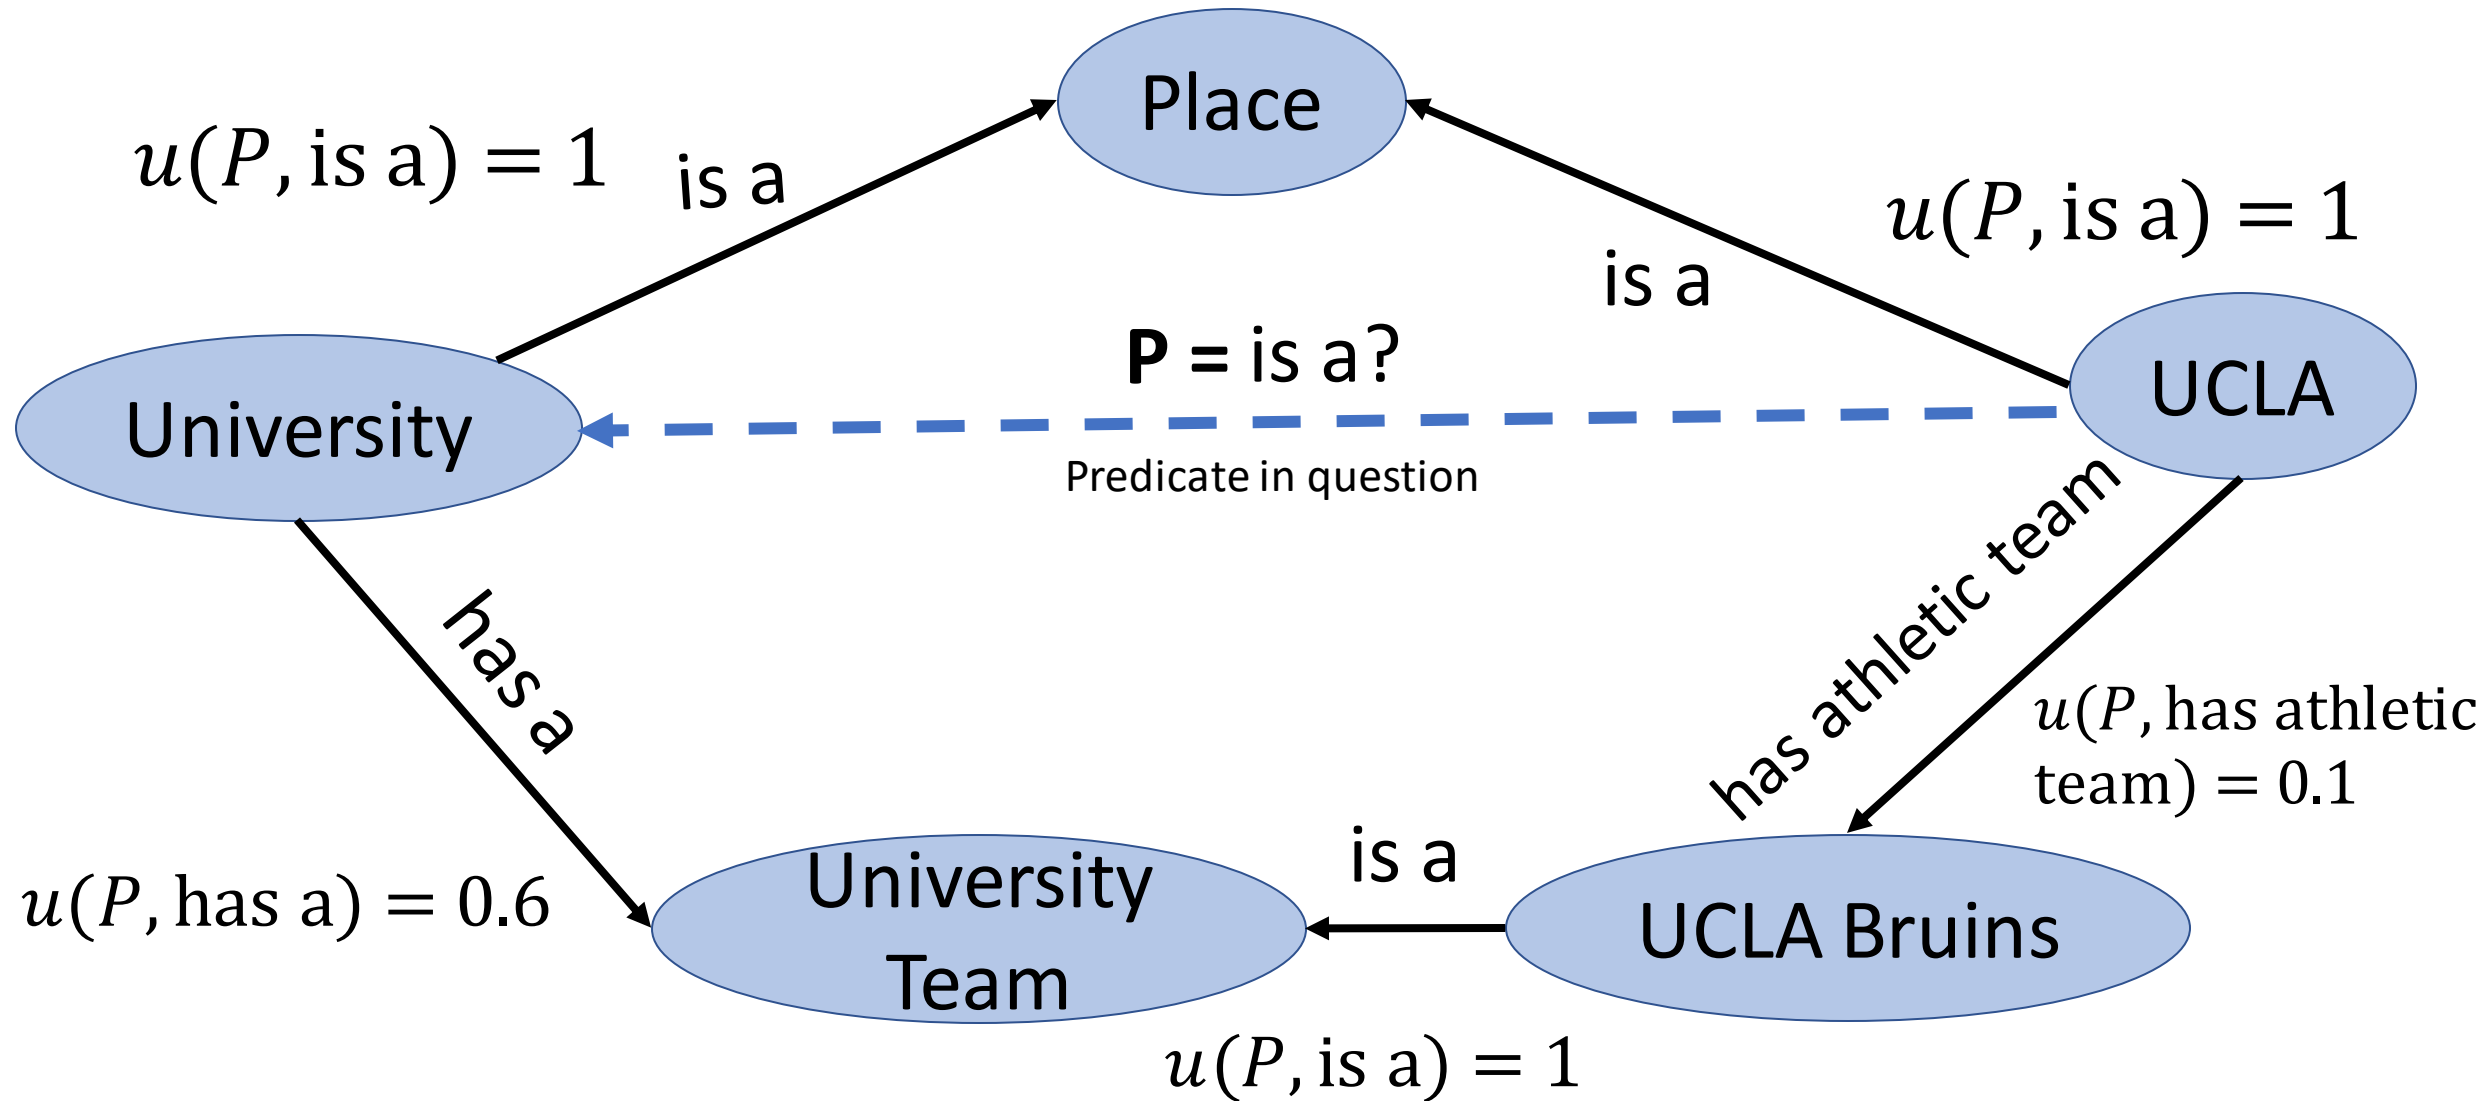 Place
u(P, is a) = 1
is a
u(P, is a) = 1
is a
P = is a?
University
UCLA
Predicate in question
has a
has athletic team
u(P, has athletic
team) = 0.1
u(P, has a) = 0.6
University
Team
is a
UCLA Bruins
u(P, is a) = 1